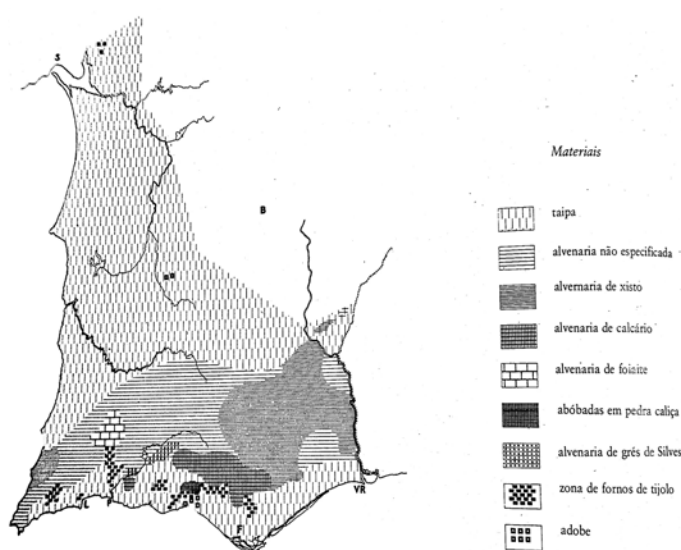 S
B
L
P
F
VR
Materiais
taipa
alvenaria não especificada
alvernaria de xisto
alvenaria de calcário
alvenaria de foiaite
abóbadas em pedra caliça
alvenaria de grés de Silves
zona de fornos de tijolo
adobe